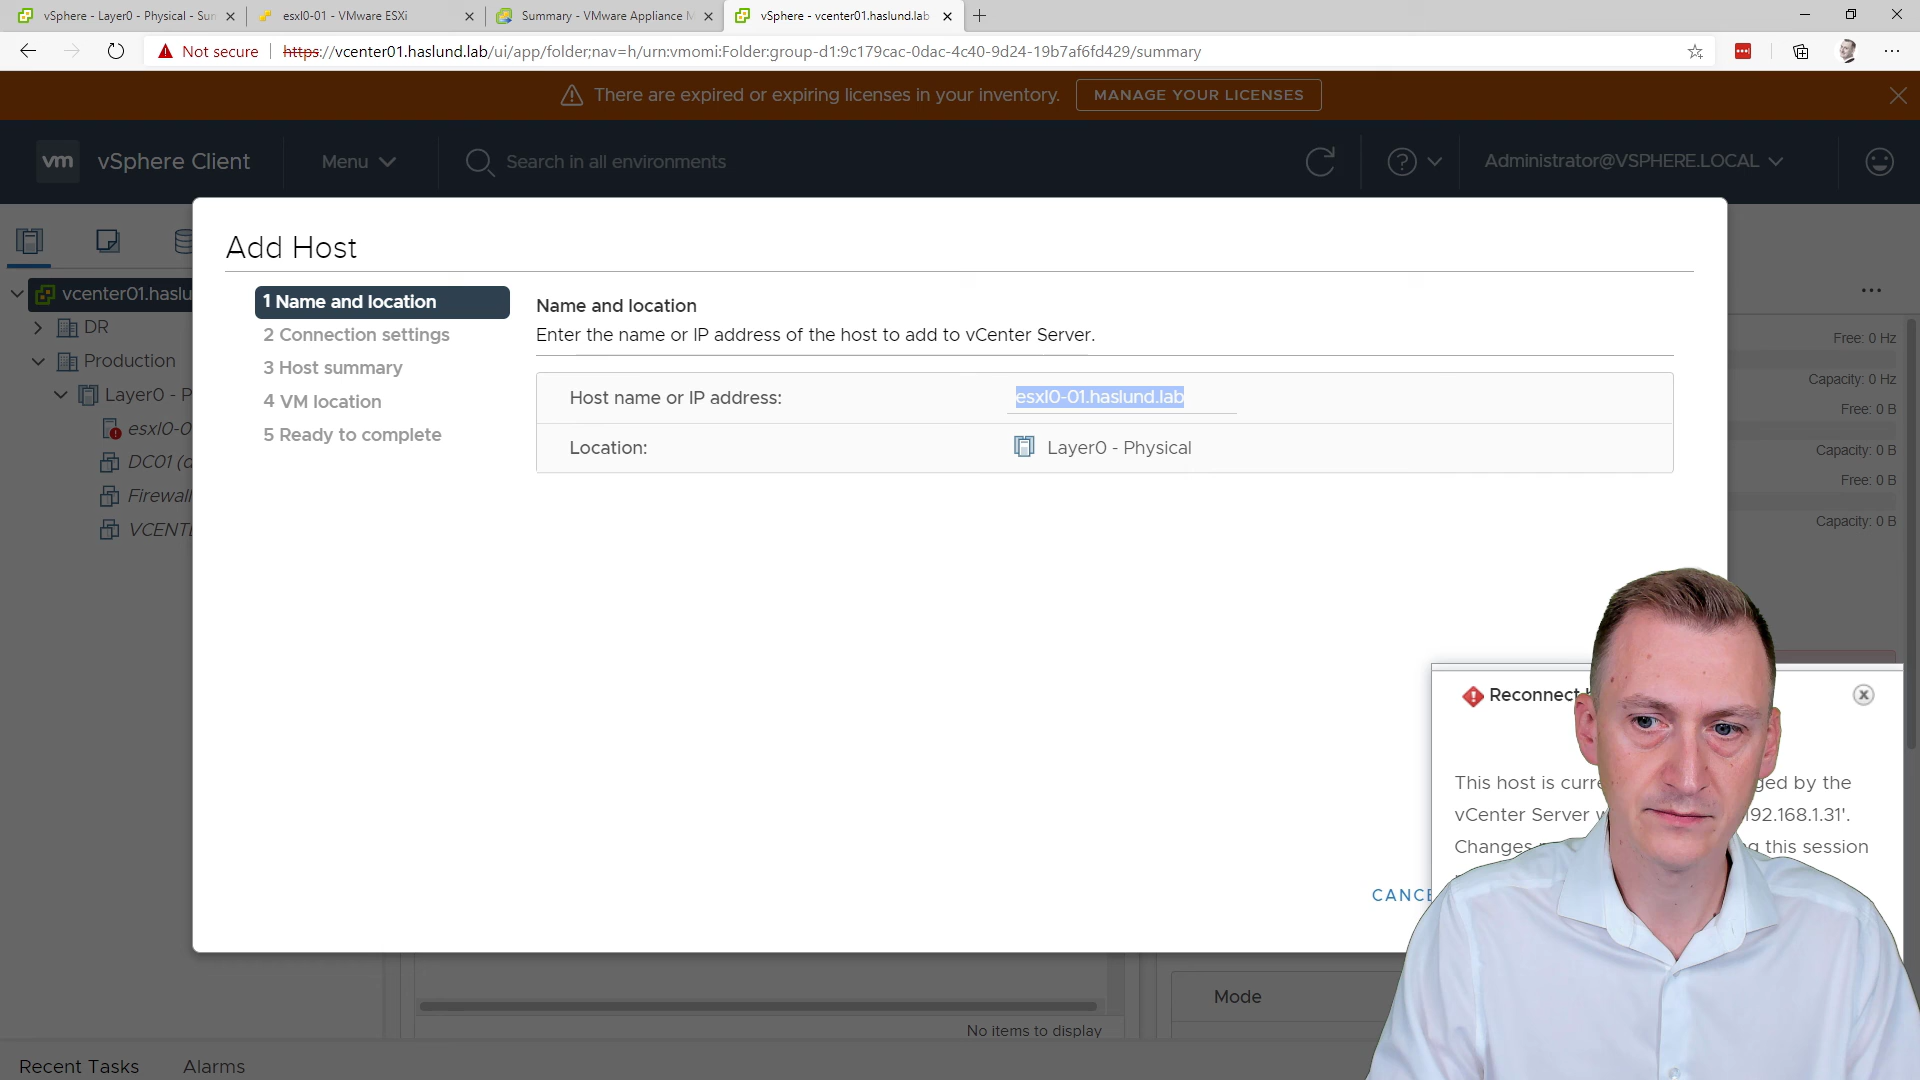 vSphere - Layer0 - Physical - Sun
esxl0-01 - VMware ESXi
Summary - VMware Appliance M
vSphere - vcenter01.haslund.lab
Not secure
https://vcenter01.haslund.lab/ui/app/folder;nav=h/urn:vmomi:Folder:group-d1:9c179cac-0dac-4c40-9d24-19b7af6fd429/summary
There are expired or expiring licenses in your inventory.
MANAGE YOUR LICENSES
vm
vSphere Client
Menu
Search in all environments
Administrator@VSPHERE.LOCAL
Add Host
vcenter01.haslu
DR
Production
Layer0 - P
esxl0-0
DC01 (d
Firewall
VCENTE
1 Name and location
2 Connection settings
3 Host summary
4 VM location
5 Ready to complete
Name and location
Enter the name or IP address of the host to add to vCenter Server.
Host name or IP address:
esxl0-01.haslund.lab
Location:
Layer0 - Physical
Free: 0 Hz
Capacity: 0 Hz
Free: 0 B
Capacity: 0 B
Free: 0 B
Capacity: 0 B
Reconnect
This host is curre ged by the
vCenter Server w 192.168.1.31'.
Changes g this session
CANCE
Mode
No items to display
Recent Tasks
Alarms